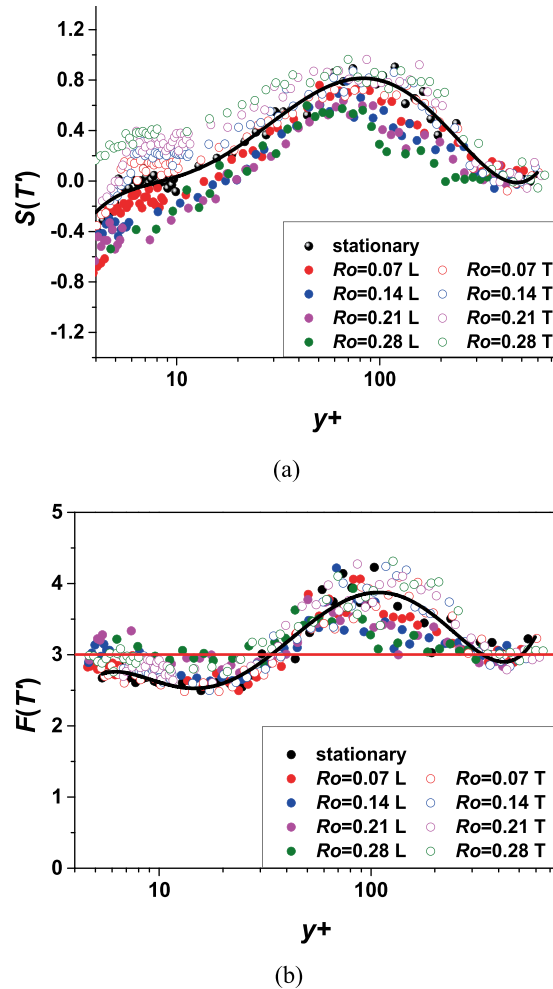 1.2
0.8
0.4
0.0
-0.4
-0.8
-1.2
S(T')
stationary
Ro=0.07 L Ro=0.07 T
Ro=0.14 L Ro=0.14 T
Ro=0.21 L Ro=0.21 T
Ro=0.28 L Ro=0.28 T
10 100
y+
(a)
5
4
3
2
1
0
F(T')
stationary
Ro=0.07 L Ro=0.07 T
Ro=0.14 L Ro=0.14 T
Ro=0.21 L Ro=0.21 T
Ro=0.28 L Ro=0.28 T
10 100
y+
(b)